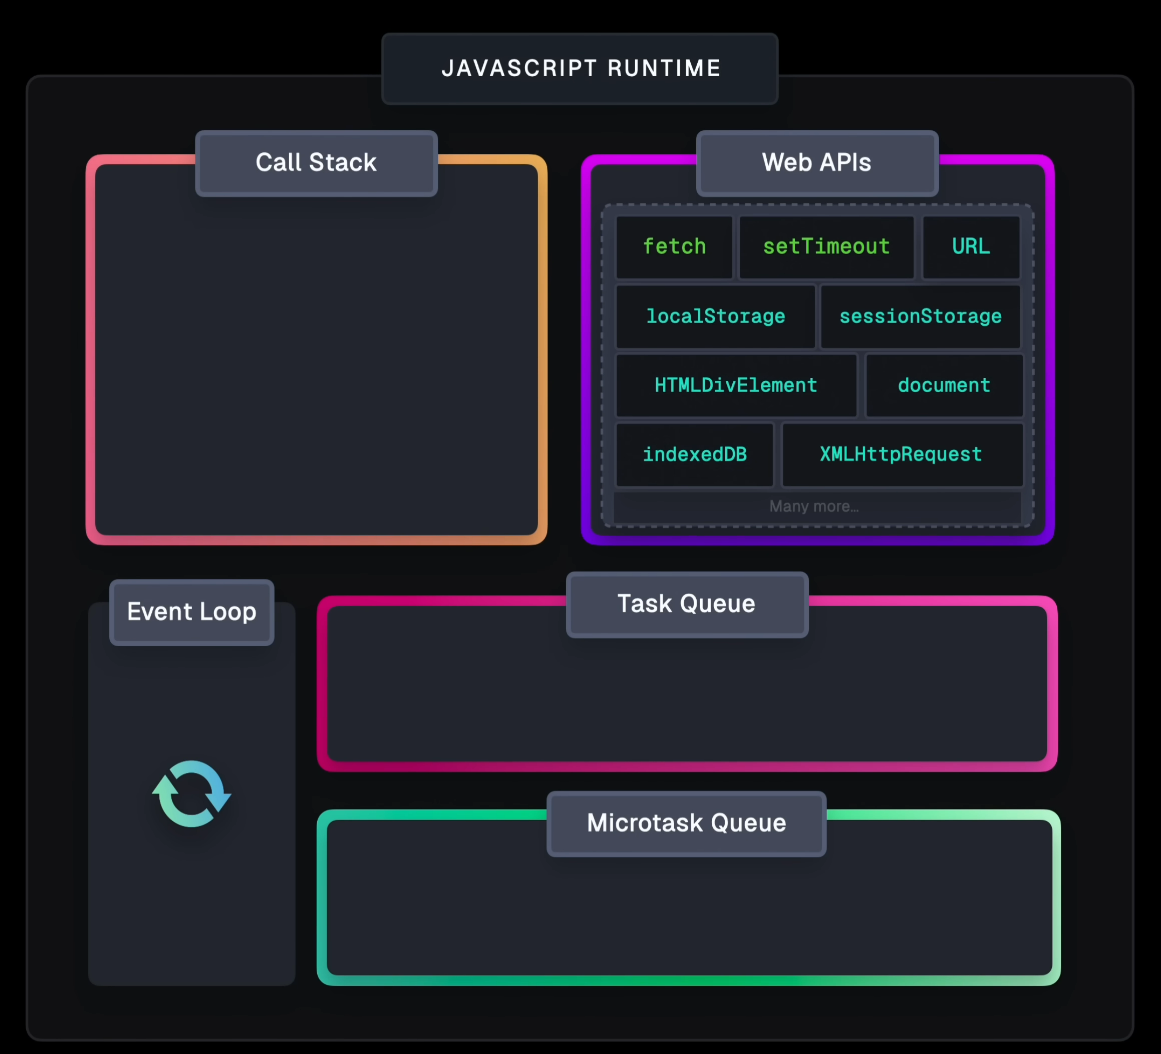 JAVASCRIPT RUNTIME
Call Stack
Web APIs
fetch setTimeout URL
localStorage sessionStorage
HTMLDivElement document
indexedDB XMLHttpRequest
Many more...
Event Loop
Task Queue
Microtask Queue